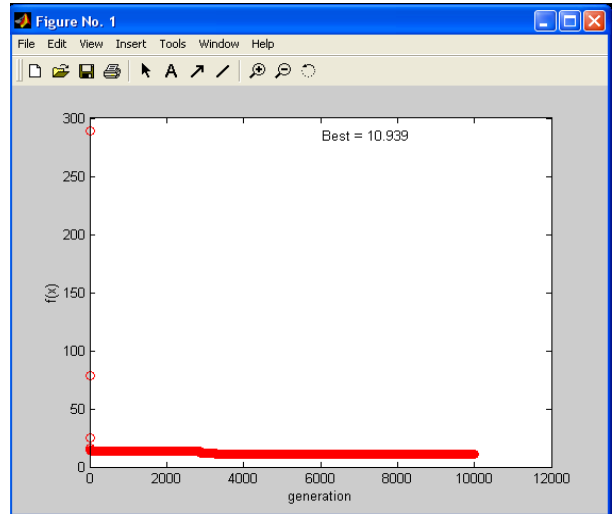 Figure No. 1
File Edit View Insert Tools Window Help
A
Best = 10.939
300
250
200
150
100
50
0
f(x)
0 2000 4000 6000 8000 10000 12000
generation